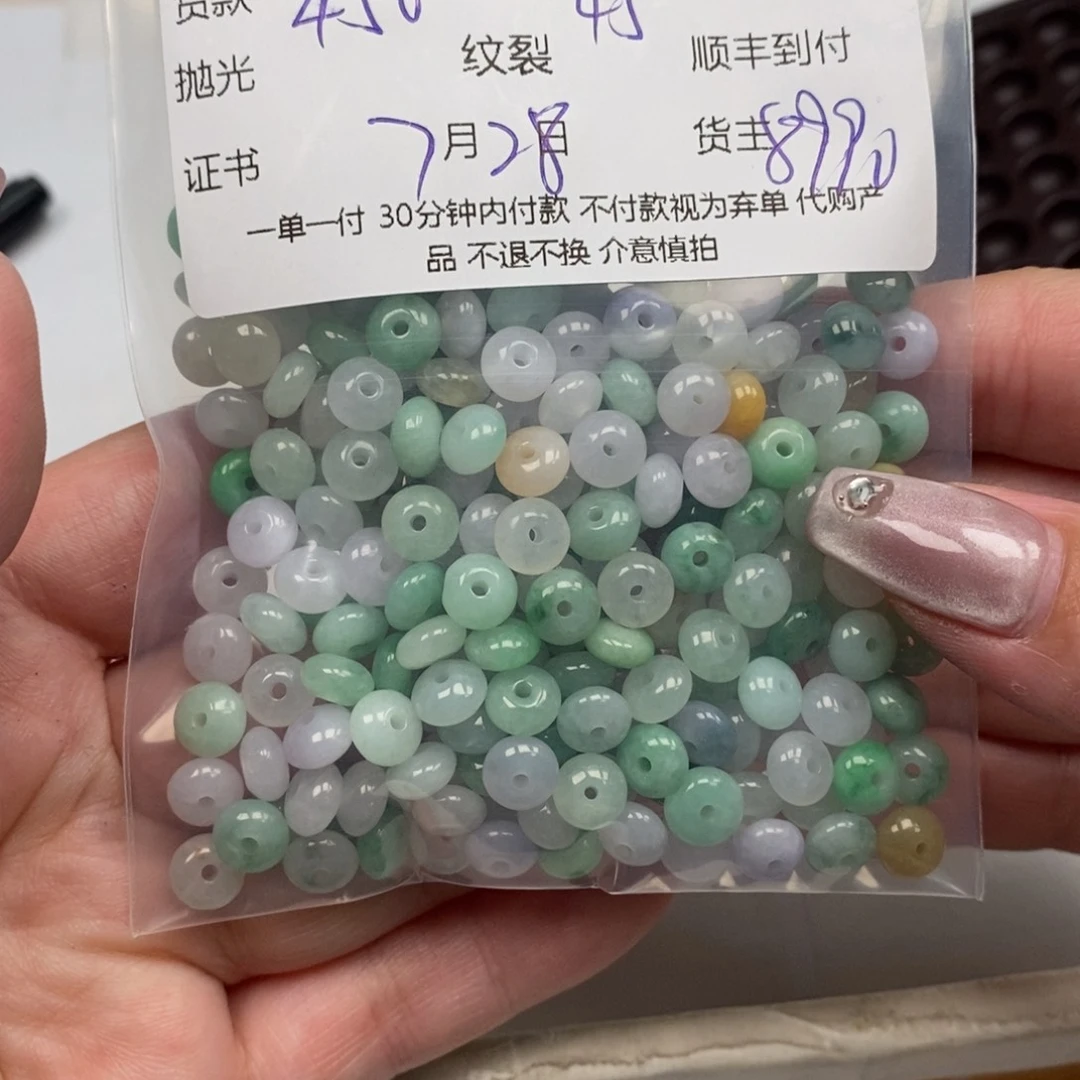 货款 450 45
抛光 纹裂 顺丰到付
证书 7月28日 货主
一单一付 30分钟内付款 不付款视为弃单 代购产
品 不退不换 介意慎拍